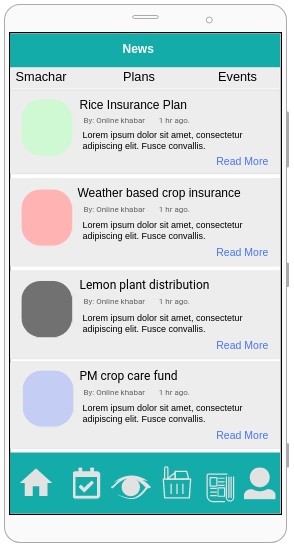 News
Smachar Plans Events
Rice Insurance Plan
By: Online khabar 1 hr ago.
Lorem ipsum dolor sit amet, consectetur
adipiscing elit. Fusce convallis.
Read More
Weather based crop insurance
By: Online khabar 1 hr ago.
Lorem ipsum dolor sit amet, consectetur
adipiscing elit. Fusce convallis.
Read More
Lemon plant distribution
By: Online khabar 1 hr ago.
Lorem ipsum dolor sit amet, consectetur
adipiscing elit. Fusce convallis.
Read More
PM crop care fund
By: Online khabar 1 hr ago.
Lorem ipsum dolor sit amet, consectetur
adipiscing elit. Fusce convallis.
Read More